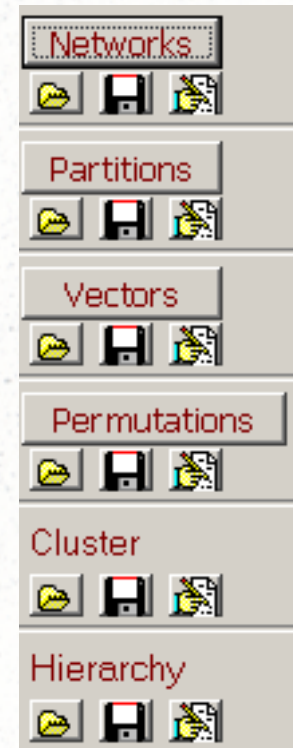 Networks
Partitions
Vectors
Permutations
Cluster
Hierarchy